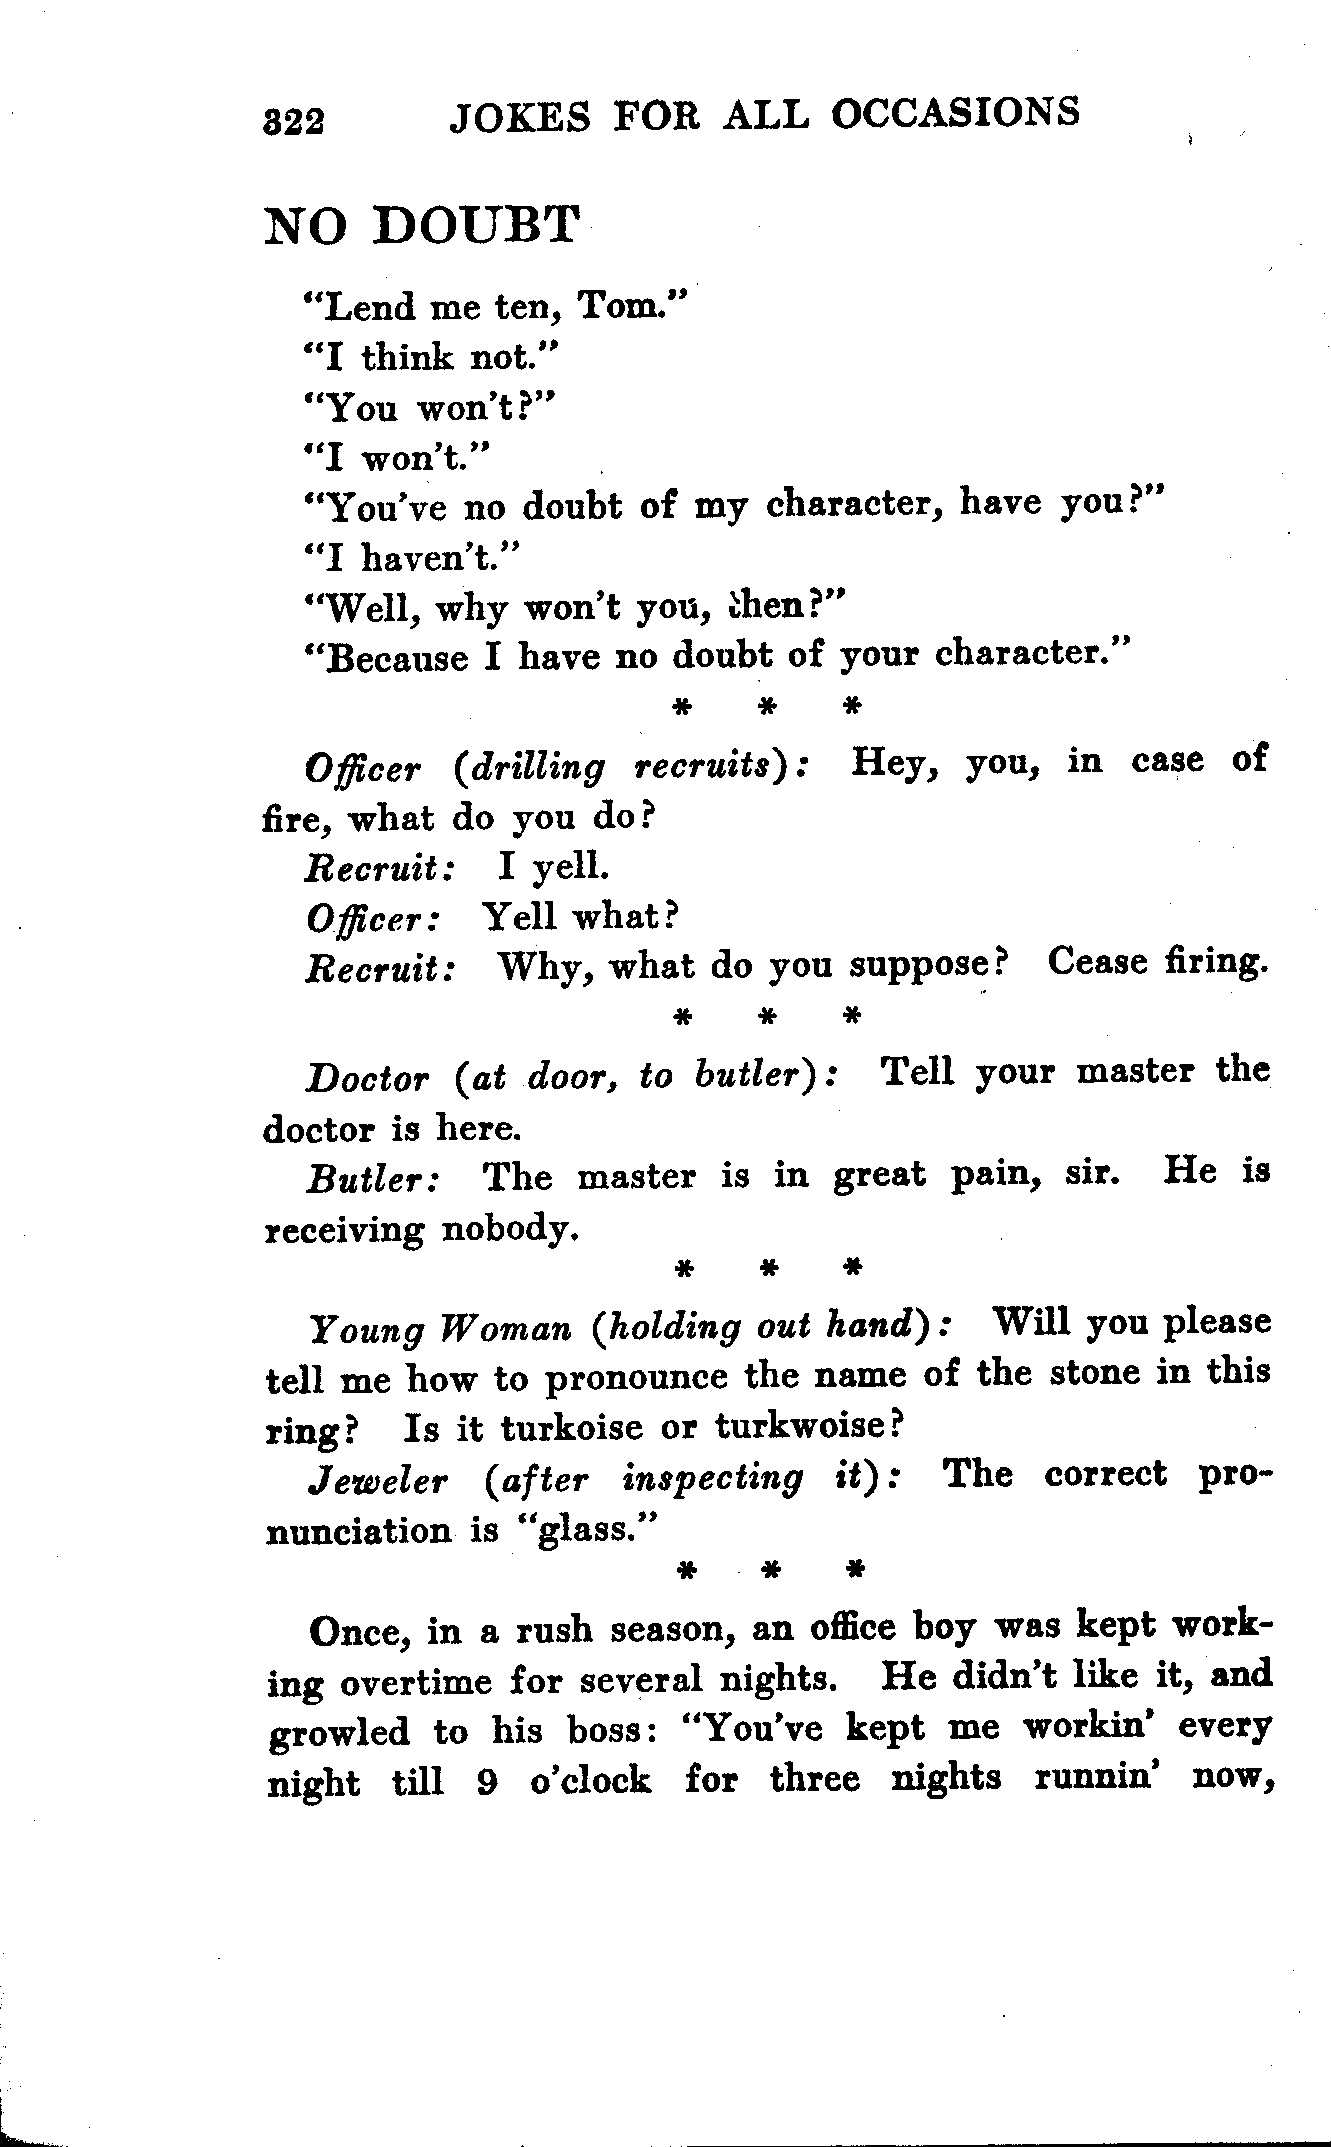 322 JOKES FOR ALL OCCASIONS
NO DOUBT
“Lend me ten, Tom.”
“I think not.”
“You won't?”
“I won't.”
“You've no doubt of my character, have you?”
“I haven't.”
“Well, why won't you, then?”
“Because I have no doubt of your character.”
* * *
Officer (drilling recruits): Hey, you, in case of
fire, what do you do?
Recruit: I yell.
Officer: Yell what?
Recruit: Why, what do you suppose? Cease firing.
* * *
Doctor (at door, to butler): Tell your master the
doctor is here.
Butler: The master is in great pain, sir. He is
receiving nobody.
* * *
Young Woman (holding out hand): Will you please
tell me how to pronounce the name of the stone in this
ring? Is it turkoise or turkwoise?
Jeweler (after inspecting it): The correct pro-
nunciation is “glass.”
* * *
Once, in a rush season, an office boy was kept work-
ing overtime for several nights. He didn't like it, and
growled to his boss: “You've kept me workin' every
night till 9 o'clock for three nights runnin' now,